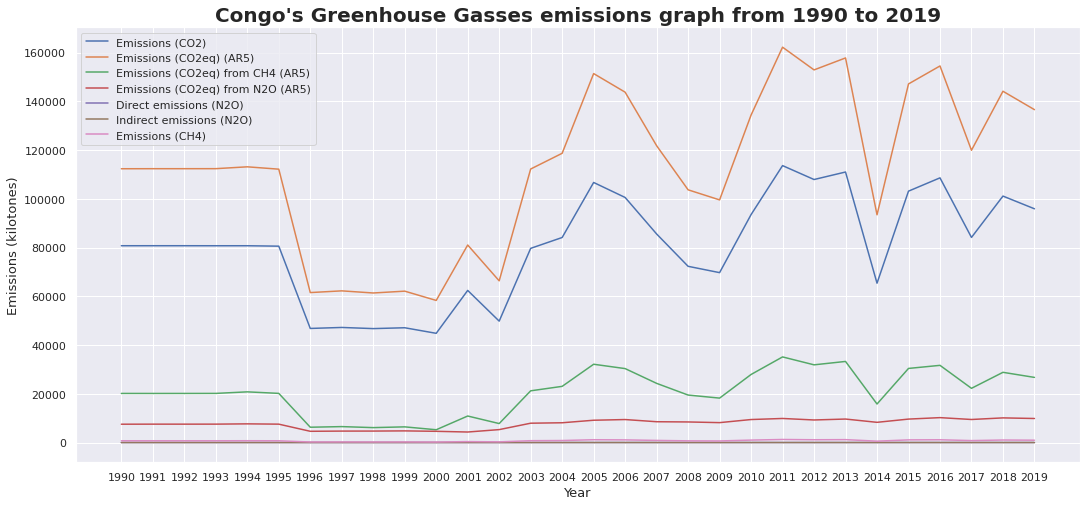 Congo's Greenhouse Gasses emissions graph from 1990 to 2019
Emissions (CO2)
Emissions (CO2eq) (AR5)
Emissions (CO2eq) from CH4 (AR5)
Emissions (CO2eq) from N2O (AR5)
Direct emissions (N2O)
Indirect emissions (N2O)
Emissions (CH4)
Emissions (kilotones)
160000
140000
120000
100000
80000
60000
40000
20000
0
1990 1991 1992 1993 1994 1995 1996 1997 1998 1999 2000 2001 2002 2003 2004 2005 2006 2007 2008 2009 2010 2011 2012 2013 2014 2015 2016 2017 2018 2019
Year